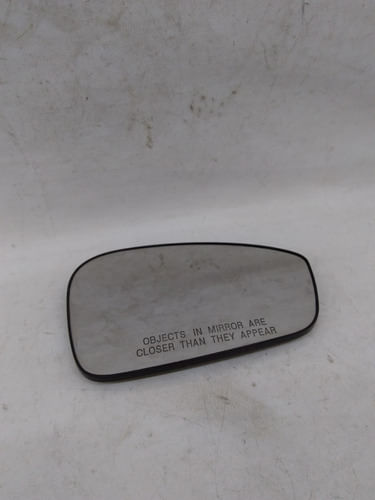 OBJECTS IN MIRROR ARE
CLOSER THAN THEY APPEAR